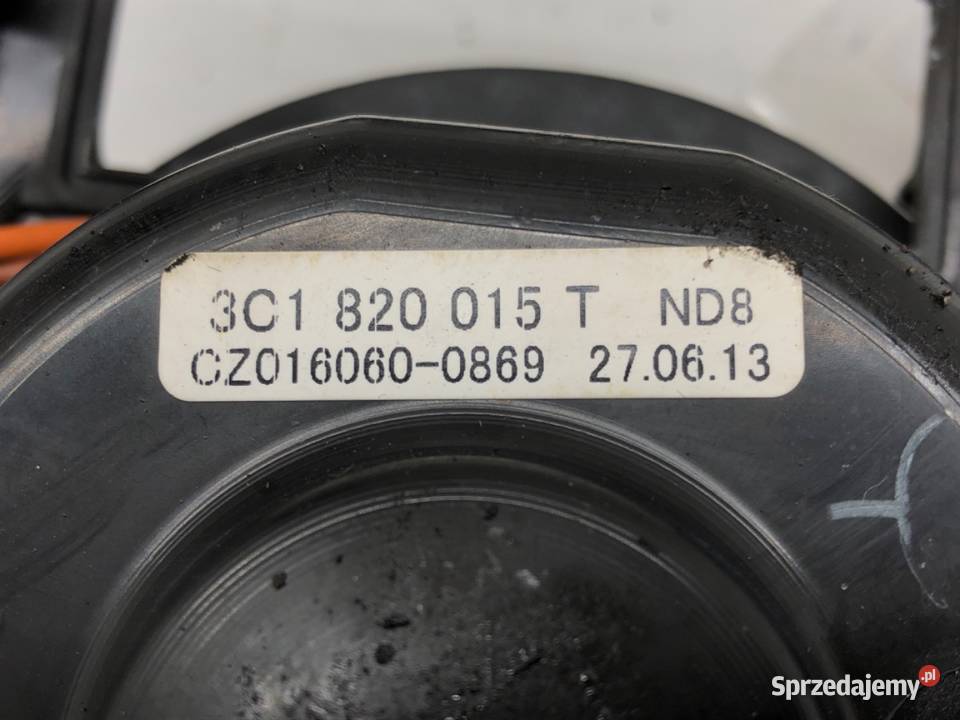 3C1 820 015 T ND8
CZ016060-0869 27.06.13
Sprzedajemy.pl